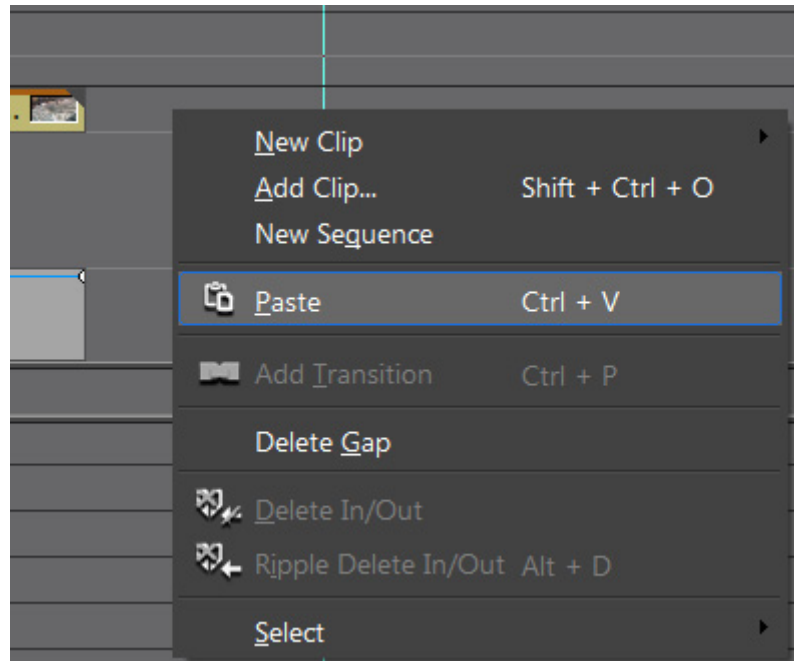 New Clip
Add Clip... Shift + Ctrl + O
New Sequence
Paste Ctrl + V
Add Transition Ctrl + P
Delete Gap
Delete In/Out
Ripple Delete In/Out Alt + D
Select